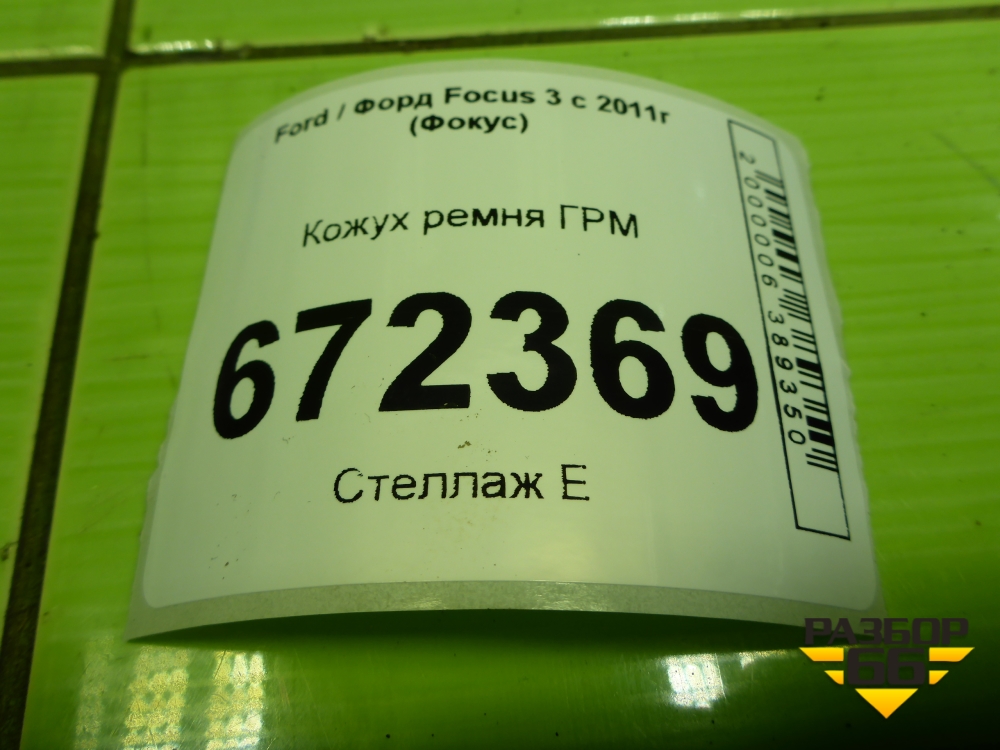 Ford / Форд Focus 3 с 2011г
(Фокус)
Кожух ремня ГРМ
672369
Стеллаж Е
2000006389350
РАЗБОР
66